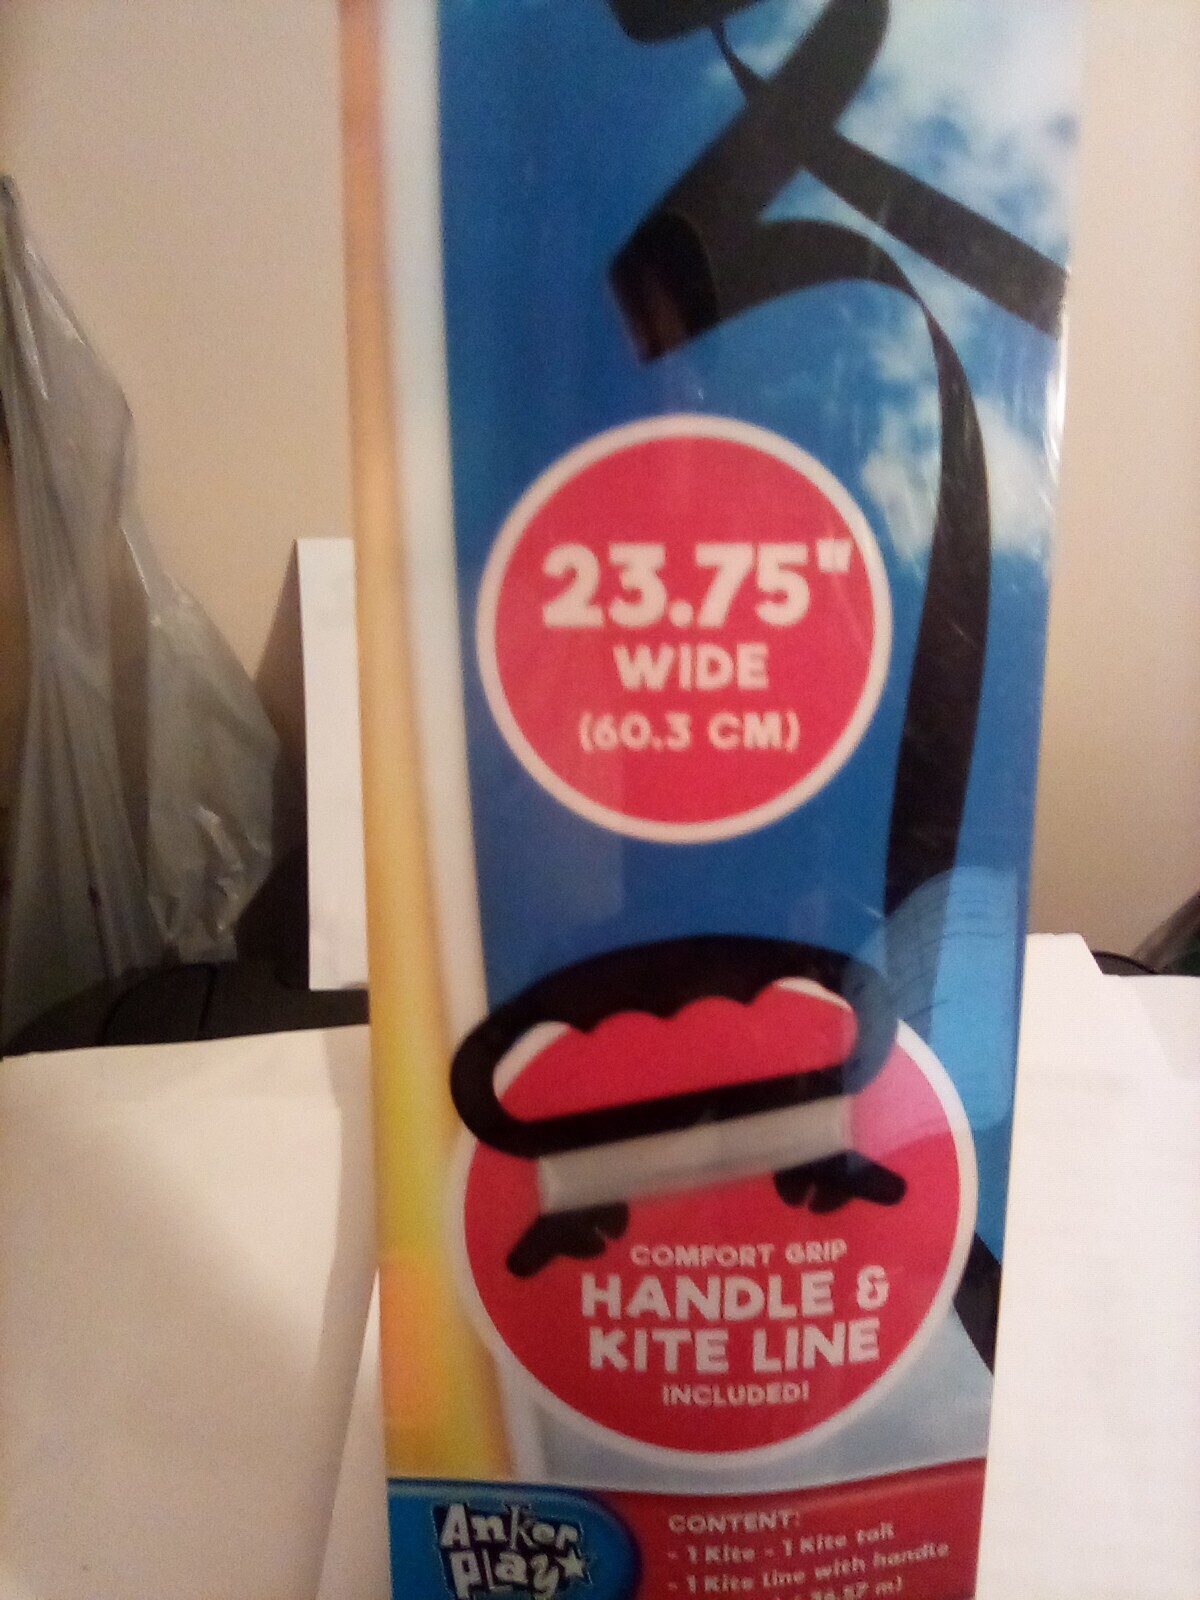 23.75"
WIDE
(60.3 CM)
COMFORT GRIP
HANDLE &
KITE LINE
INCLUDED!
Anker
Play
CONTENT:
- 1 Kite - 1 Kite tail
- 1 Kite Line with handle
m)